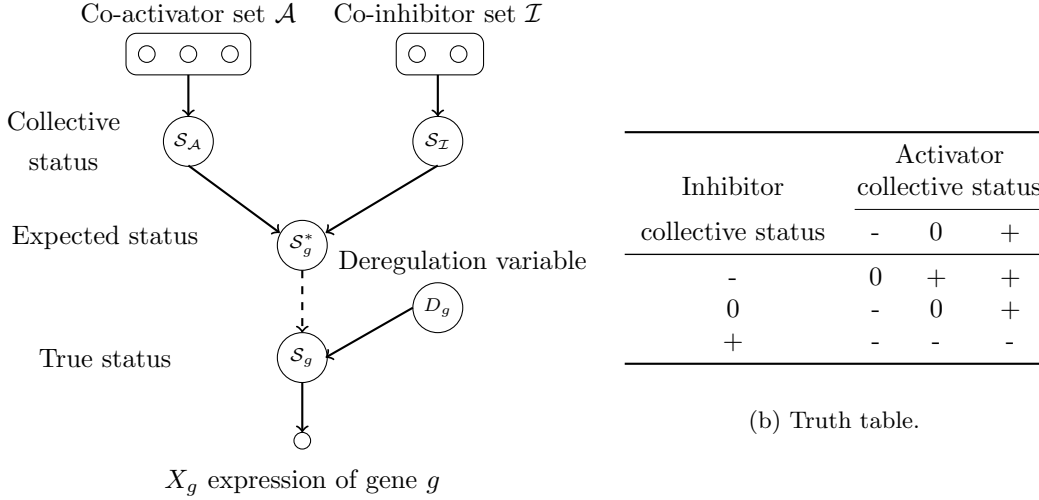 Co-activator set 𝒜
Co-inhibitor set ℐ
Collective
status
𝒮_𝒜
𝒮_ℐ
Expected status
𝒮*_g
Deregulation variable
D_g
True status
𝒮_g
X_g expression of gene g
Inhibitor
collective status
Activator
collective status
- 0 +
- 0 + +
0 - 0 +
+ - - -
(b) Truth table.